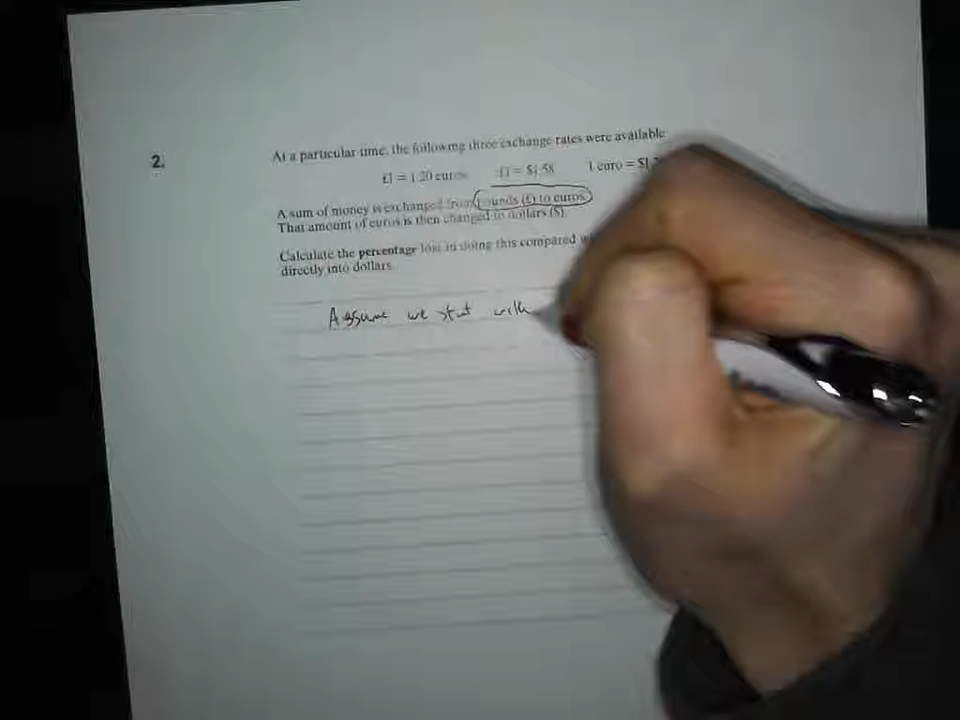 2.
At a particular time, the following three exchange rates were available
£1 = 1.20 euros £1 = $1.58 1 euro = $1.
A sum of money is exchanged from pounds (£) to euros.
That amount of euros is then changed to dollars ($).
Calculate the percentage loss in doing this compared
directly into dollars.
Assume we start with